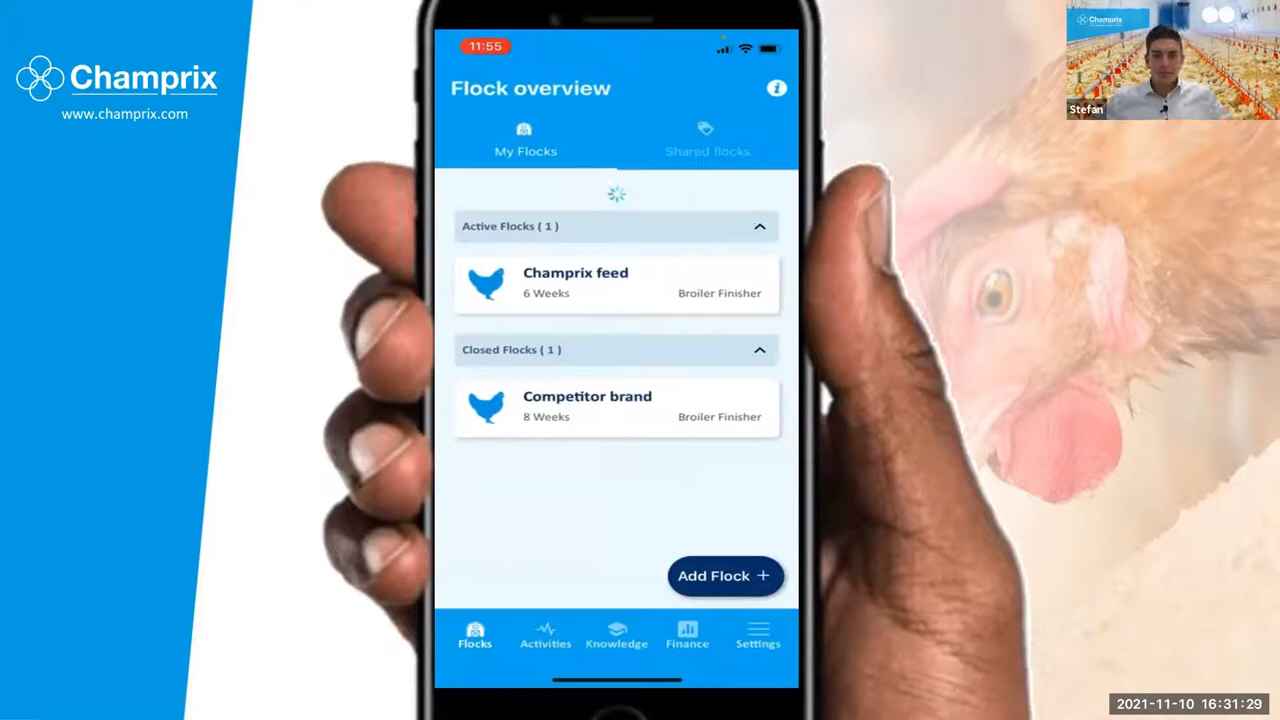 Champrix
www.champrix.com
11:55
Flock overview
i
My Flocks
Shared flocks
Active Flocks ( 1 )
Champrix feed
6 Weeks
Broiler Finisher
Closed Flocks ( 1 )
Competitor brand
8 Weeks
Broiler Finisher
Add Flock +
Flocks
Activities
Knowledge
Finance
Settings
Champrix
Stefan
2021-11-10 16:31:29